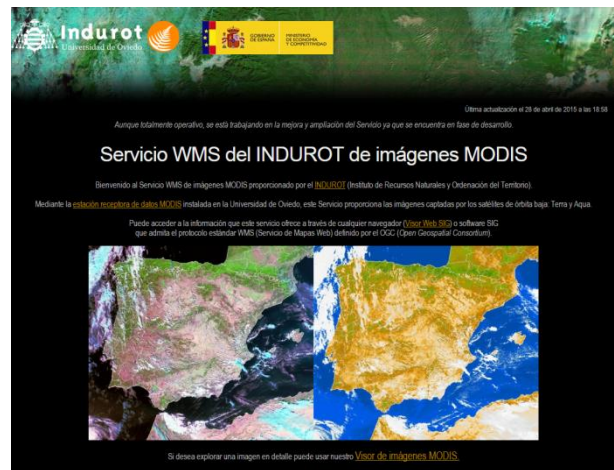 Indurot
Universidad de Oviedo
GOBIERNO DE ESPAÑA
MINISTERIO DE ECONOMÍA Y COMPETITIVIDAD
Última actualización el 28 de abril de 2015 a las 18:58
Aunque totalmente operativo, se está trabajando en la mejora y ampliación del Servicio ya que se encuentra en fase de desarrollo.
Servicio WMS del INDUROT de imágenes MODIS
Bienvenido al Servicio WMS de imágenes MODIS proporcionado por el INDUROT (Instituto de Recursos Naturales y Ordenación del Territorio).
Mediante la estación receptora de datos MODIS instalada en la Universidad de Oviedo, este Servicio proporciona las imágenes captadas por los satélites de órbita baja: Terra y Aqua.
Puede acceder a la información que este servicio ofrece a través de cualquier navegador (Visor Web SIG) o software SIG
que admita el protocolo estándar WMS (Servicio de Mapas Web) definido por el OGC (Open Geospatial Consortium).
Si desea explorar una imagen en detalle puede usar nuestro Visor de imágenes MODIS.